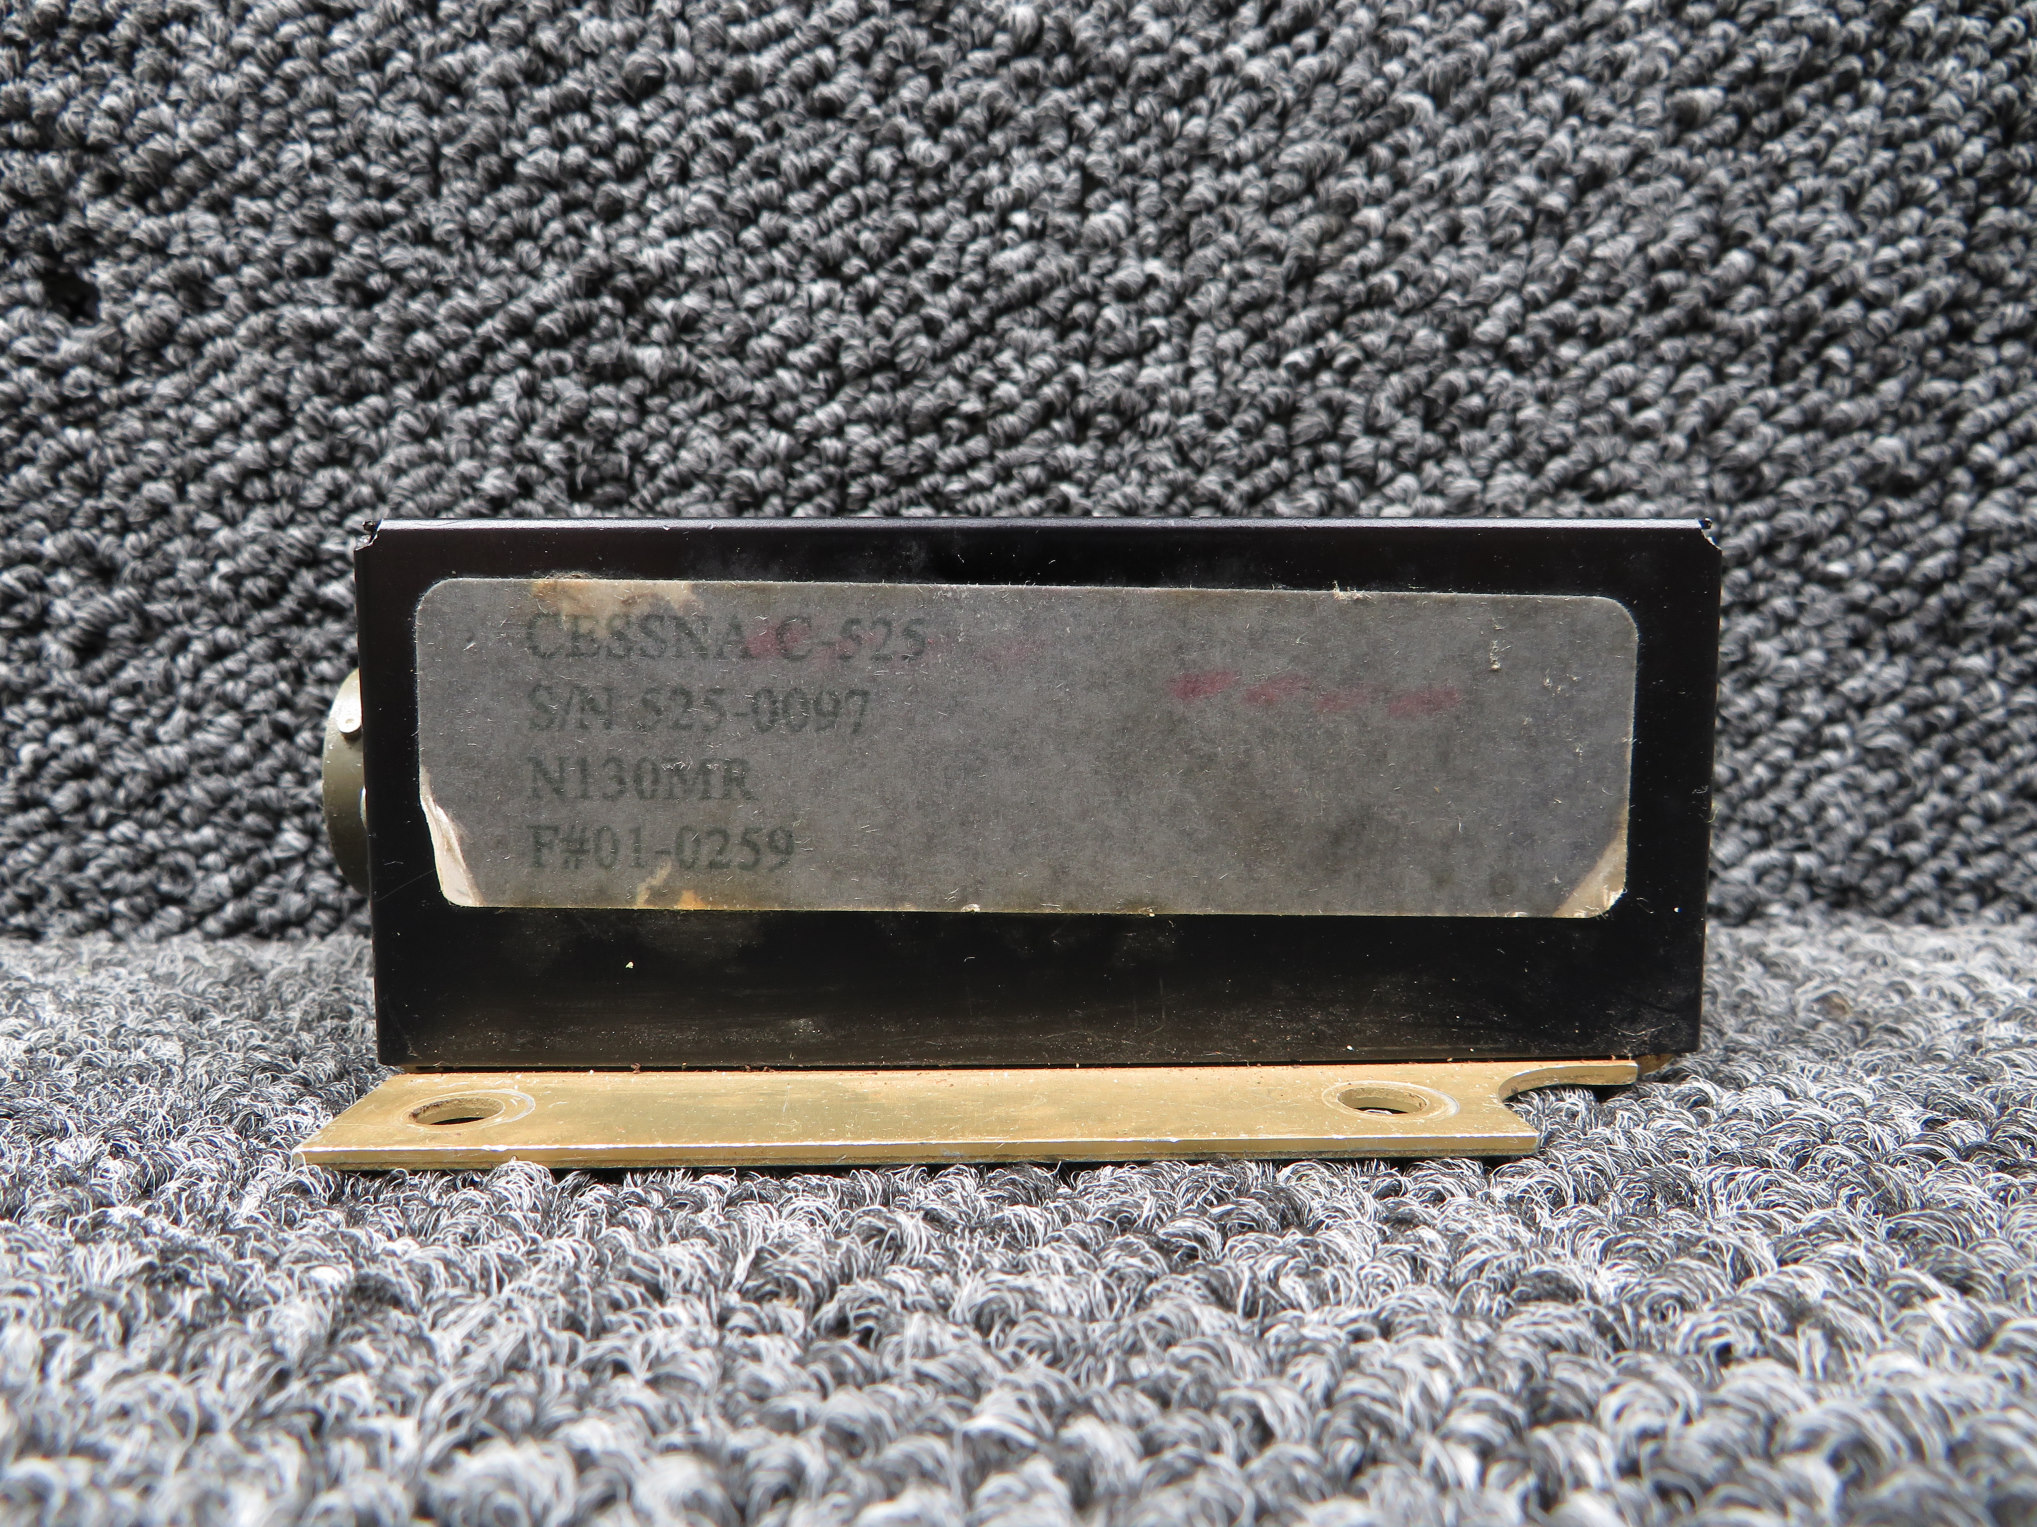 CESSNA C-525
S/N 525-0097
N130MR
F#01-0259